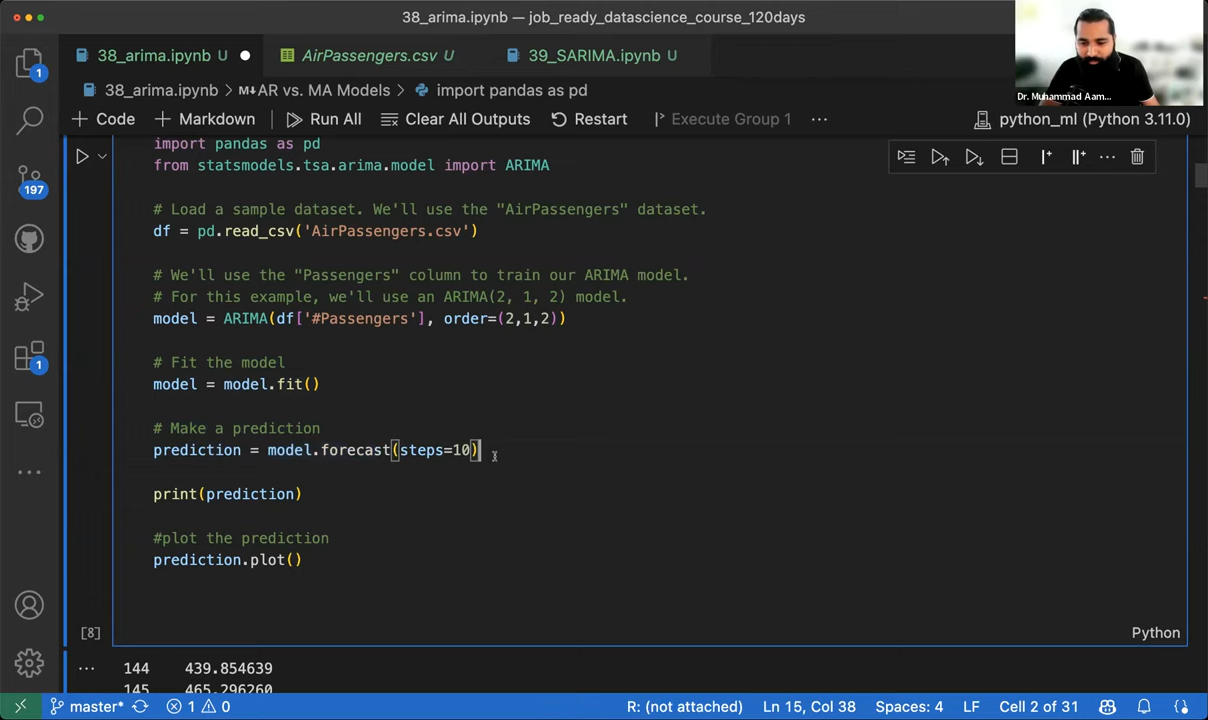 38_arima.ipynb — job_ready_datascience_course_120days
38_arima.ipynb U AirPassengers.csv U 39_SARIMA.ipynb U
Dr. Muhammad Aam...
38_arima.ipynb > M↓AR vs. MA Models > import pandas as pd
+ Code + Markdown Run All Clear All Outputs Restart Execute Group 1 ... python_ml (Python 3.11.0)
1
197
1
import pandas as pd
from statsmodels.tsa.arima.model import ARIMA
# Load a sample dataset. We'll use the "AirPassengers" dataset.
df = pd.read_csv('AirPassengers.csv')
# We'll use the "Passengers" column to train our ARIMA model.
# For this example, we'll use an ARIMA(2, 1, 2) model.
model = ARIMA(df['#Passengers'], order=(2,1,2))
# Fit the model
model = model.fit()
# Make a prediction
prediction = model.forecast(steps=10)
print(prediction)
#plot the prediction
prediction.plot()
[8] Python
... 144 439.854639
145 465.296260
master* 1 0 R: (not attached) Ln 15, Col 38 Spaces: 4 LF Cell 2 of 31